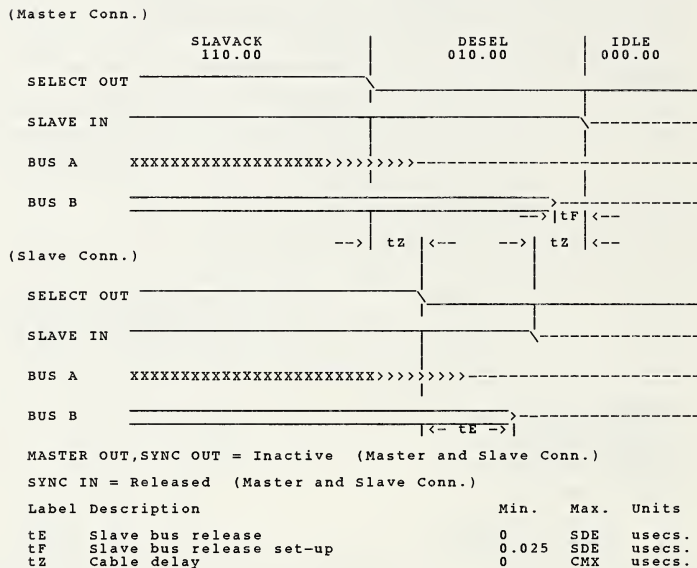 (Master Conn.)
SLAVACK DESEL IDLE
110.00 010.00 000.00
SELECT OUT
SLAVE IN
BUS A XXXXXXXXXXXXXXXXXXX>>>>>>>>>--------------------
BUS B
-->|tF|<--
-->| tZ |<-- -->| tZ |<--
(Slave Conn.)
SELECT OUT
SLAVE IN
BUS A XXXXXXXXXXXXXXXXXXXXXXXX>>>>>>>>>---------------
BUS B
|<- tE ->|
MASTER OUT,SYNC OUT = Inactive (Master and Slave Conn.)
SYNC IN = Released (Master and Slave Conn.)
Label Description Min. Max. Units
tE Slave bus release 0 SDE usecs.
tF Slave bus release set-up 0.025 SDE usecs.
tZ Cable delay 0 CMX usecs.